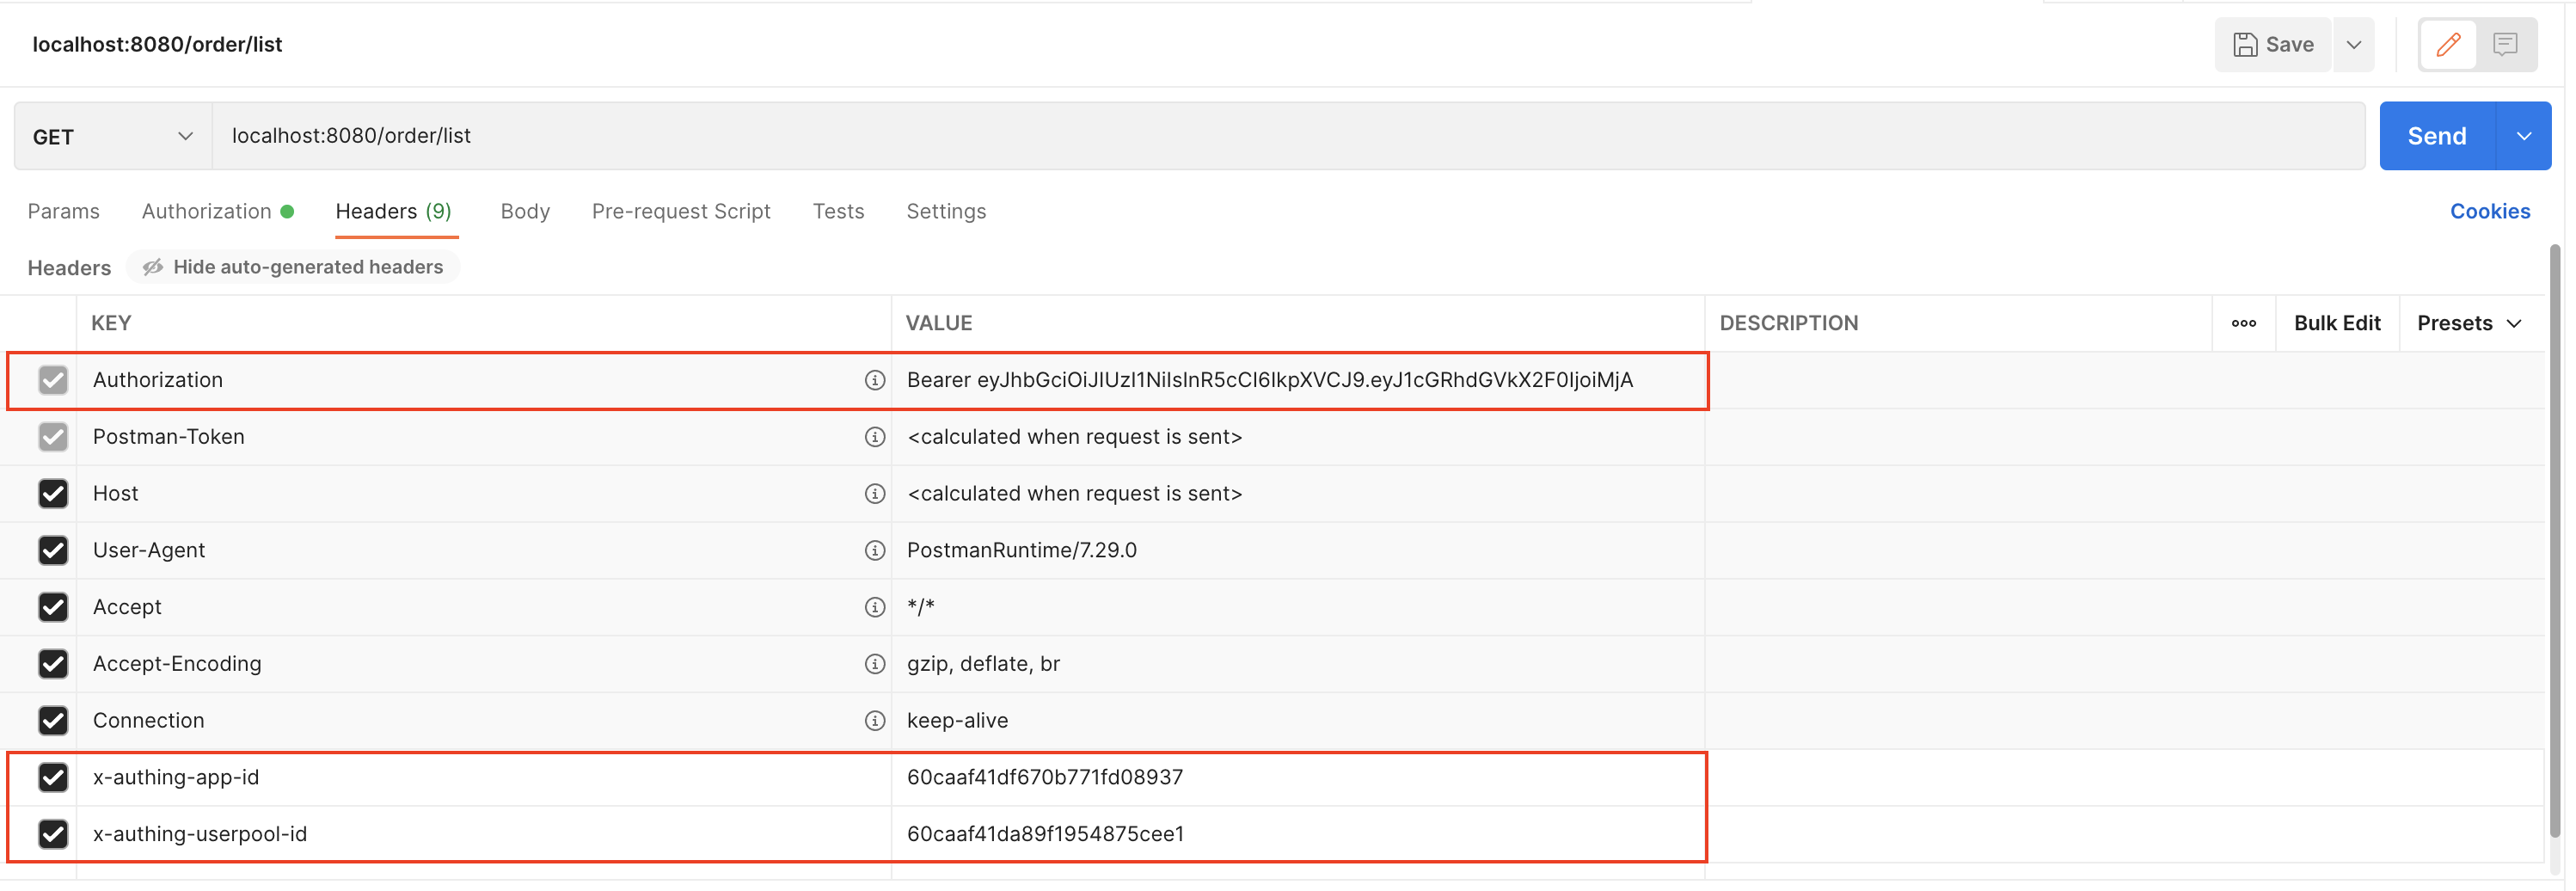 localhost:8080/order/list
Save
GET
localhost:8080/order/list
Send
Params Authorization Headers (9) Body Pre-request Script Tests Settings Cookies
Headers Hide auto-generated headers
KEY VALUE DESCRIPTION Bulk Edit Presets
Authorization Bearer eyJhbGciOiJIUzI1NiIsInR5cCI6IkpXVCJ9.eyJ1cGRhdGVkX2F0IjoiMjA
Postman-Token <calculated when request is sent>
Host <calculated when request is sent>
User-Agent PostmanRuntime/7.29.0
Accept */*
Accept-Encoding gzip, deflate, br
Connection keep-alive
x-authing-app-id 60caaf41df670b771fd08937
x-authing-userpool-id 60caaf41da89f1954875cee1